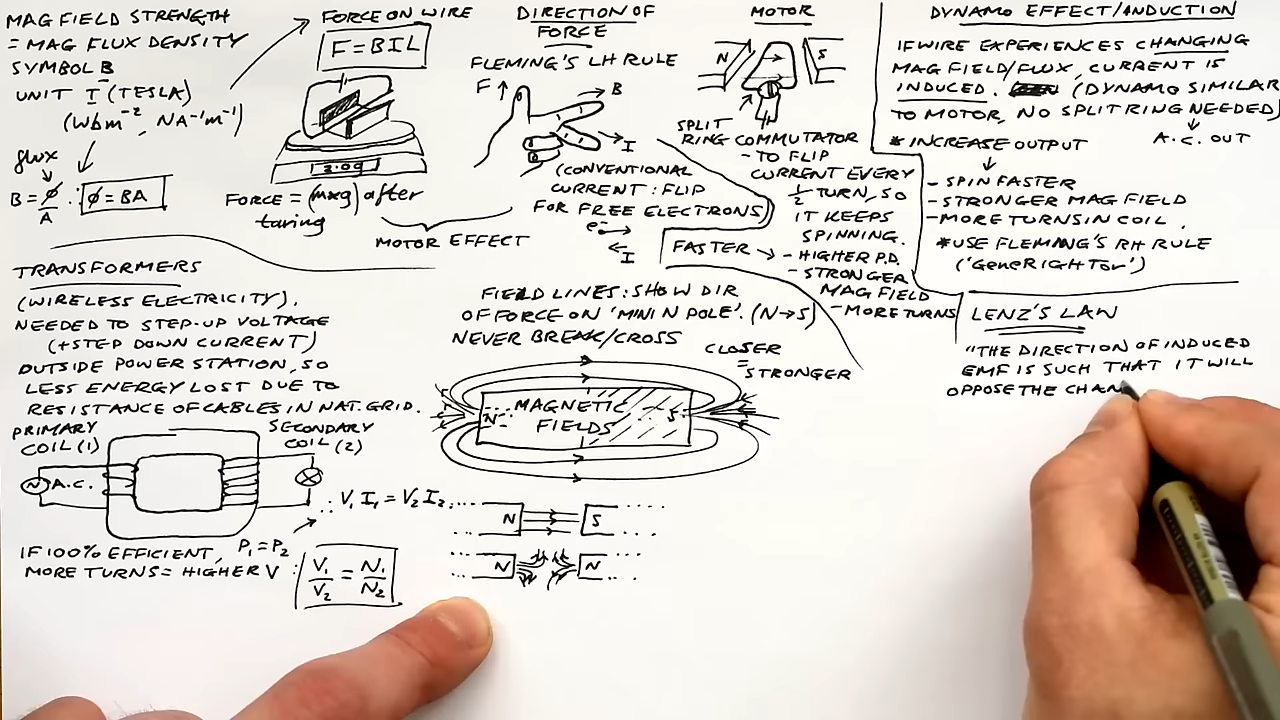 MAG FIELD STRENGTH
= MAG FLUX DENSITY
SYMBOL B
UNIT T (TESLA)
(Wbm⁻², NA⁻¹m⁻¹)
flux
B = ϕ/A ∴ ϕ = BA
FORCE ON WIRE
F = BIL
2.0g
FORCE = (m×g) after
taring
MOTOR EFFECT
DIRECTION OF
FORCE
FLEMING'S LH RULE
F
B
I
(CONVENTIONAL
CURRENT: FLIP
FOR FREE ELECTRONS)
e⁻
I
MOTOR
N
S
SPLIT
RING COMMUTATOR
- TO FLIP
CURRENT EVERY
½ TURN, SO
IT KEEPS
SPINNING.
FASTER → - HIGHER P.D.
- STRONGER
MAG FIELD
- MORE TURNS
DYNAMO EFFECT/INDUCTION
IF WIRE EXPERIENCES CHANGING
MAG FIELD/FLUX, CURRENT IS
INDUCED. (DYNAMO SIMILAR
TO MOTOR, NO SPLIT RING NEEDED)
A.C. OUT
* INCREASE OUTPUT
- SPIN FASTER
- STRONGER MAG FIELD
- MORE TURNS IN COIL.
* USE FLEMING'S RH RULE
('GeneRIGHTor')
LENZ'S LAW
"THE DIRECTION OF INDUCED
EMF IS SUCH THAT IT WILL
OPPOSE THE CHAN
TRANSFORMERS
(WIRELESS ELECTRICITY).
NEEDED TO STEP-UP VOLTAGE
(+ STEP DOWN CURRENT)
OUTSIDE POWER STATION, SO
LESS ENERGY LOST DUE TO
RESISTANCE OF CABLES IN NAT. GRID.
PRIMARY
COIL (1)
SECONDARY
COIL (2)
A.C.
∴ V₁I₁ = V₂I₂
IF 100% EFFICIENT, P₁ = P₂
MORE TURNS = HIGHER V ∴ V₁/V₂ = N₁/N₂
FIELD LINES: SHOW DIR
OF FORCE ON 'MINI N POLE'. (N→S)
NEVER BREAK/CROSS
CLOSER
= STRONGER
N MAGNETIC S
FIELDS
N S
N N